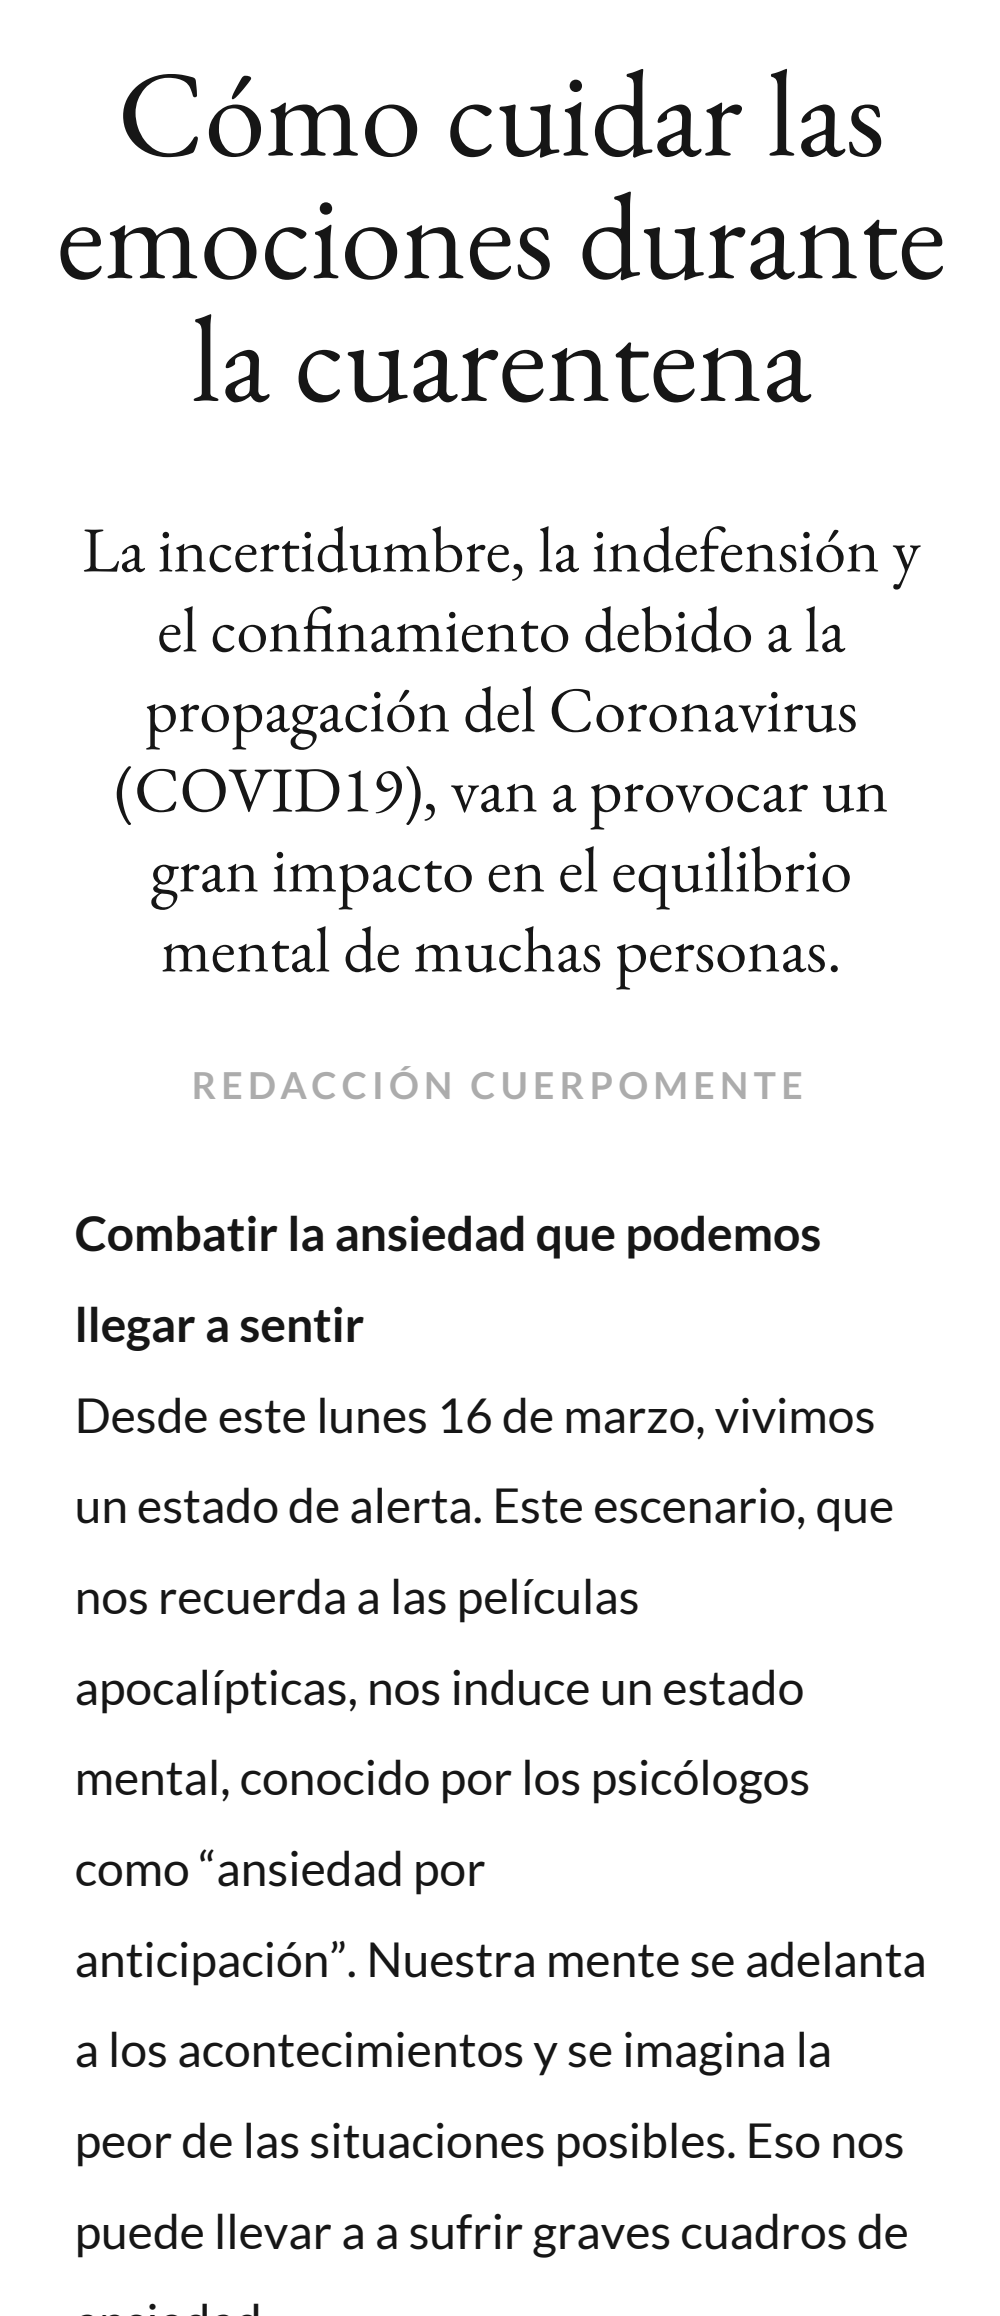 Cómo cuidar las
emociones durante
la cuarentena
La incertidumbre, la indefensión y
el confinamiento debido a la
propagación del Coronavirus
(COVID19), van a provocar un
gran impacto en el equilibrio
mental de muchas personas.
REDACCIÓN CUERPOMENTE
Combatir la ansiedad que podemos
llegar a sentir
Desde este lunes 16 de marzo, vivimos
un estado de alerta. Este escenario, que
nos recuerda a las películas
apocalípticas, nos induce un estado
mental, conocido por los psicólogos
como “ansiedad por
anticipación”. Nuestra mente se adelanta
a los acontecimientos y se imagina la
peor de las situaciones posibles. Eso nos
puede llevar a a sufrir graves cuadros de
ansiedad